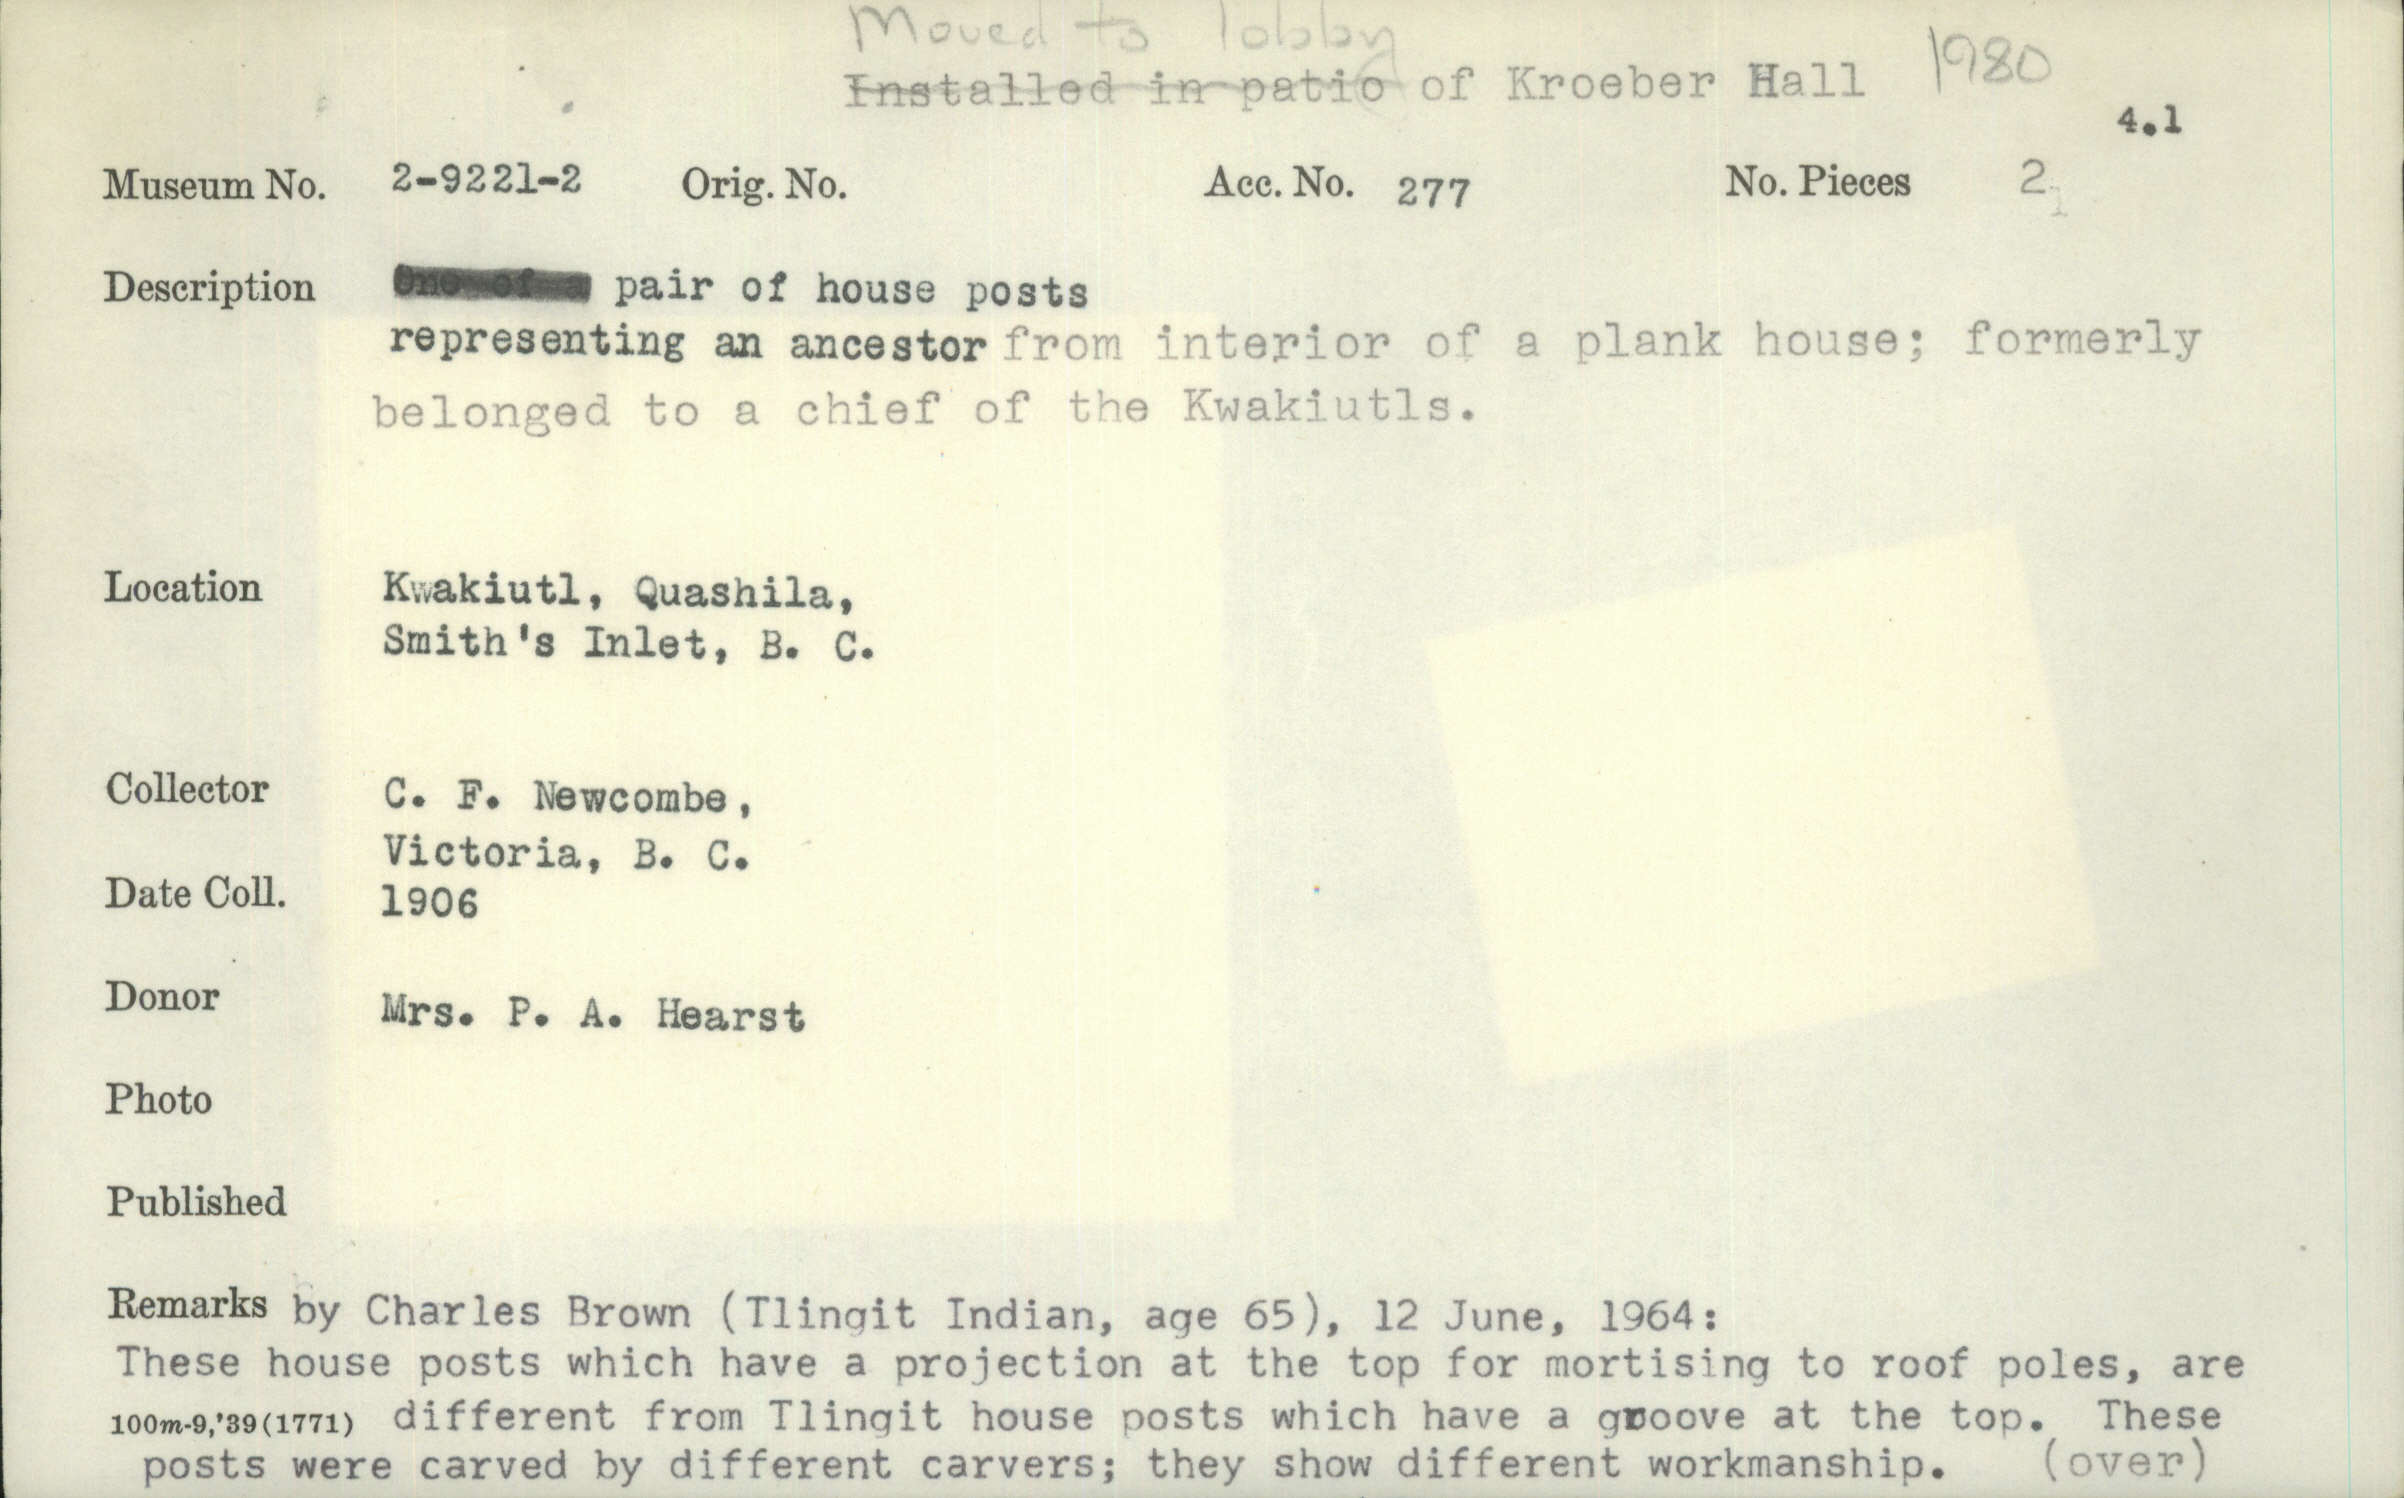 Moved to lobby
Installed in patio of Kroeber Hall 1980
4.1
Museum No. 2-9221-2 Orig. No. Acc. No. 277 No. Pieces 2
Description One of a pair of house posts
representing an ancestor from interior of a plank house; formerly
belonged to a chief of the Kwakiutls.
Location Kwakiutl, Quashila,
Smith's Inlet, B. C.
Collector C. F. Newcombe,
Victoria, B. C.
Date Coll. 1906
Donor Mrs. P. A. Hearst
Photo
Published
Remarks by Charles Brown (Tlingit Indian, age 65), 12 June, 1964:
These house posts which have a projection at the top for mortising to roof poles, are
100m-9,'39(1771) different from Tlingit house posts which have a groove at the top. These
posts were carved by different carvers; they show different workmanship. (over)